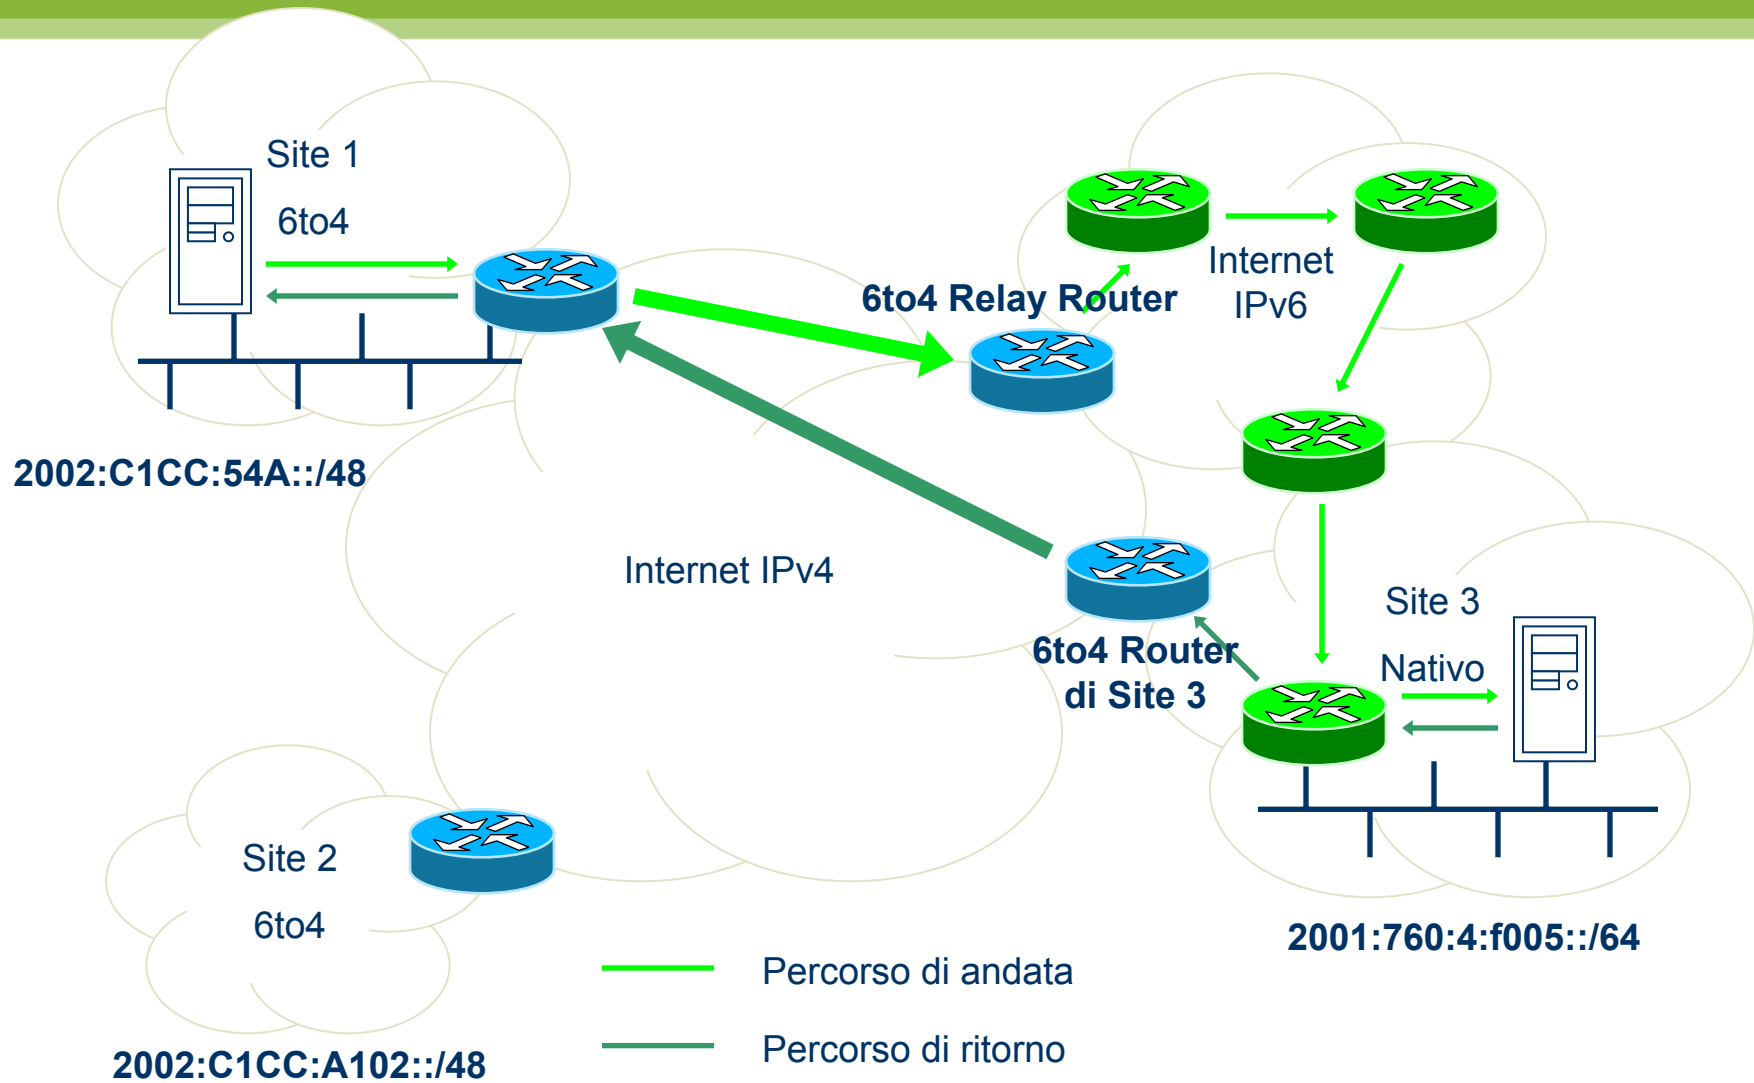 Site 1
6to4
2002:C1CC:54A::/48
6to4 Relay Router
Internet
IPv6
Internet IPv4
6to4 Router
di Site 3
Site 3
Nativo
2001:760:4:f005::/64
Site 2
6to4
2002:C1CC:A102::/48
Percorso di andata
Percorso di ritorno